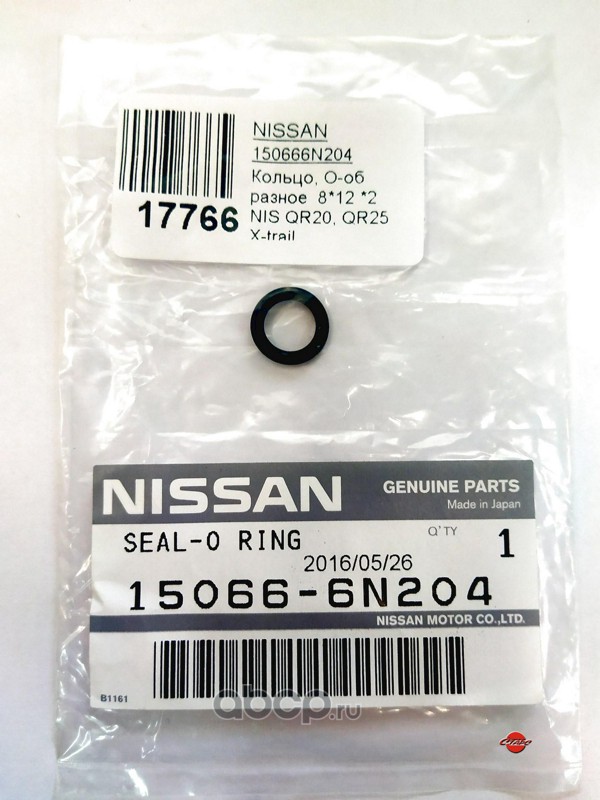 NISSAN
150666N204
Кольцо, О-об
разное 8*12 *2
NIS QR20, QR25
X-trail
17766
NISSAN
GENUINE PARTS
Made in Japan
SEAL-O RING
Q'TY
1
2016/05/26
15066-6N204
NISSAN MOTOR CO.,LTD.
B1161
abcp.ru